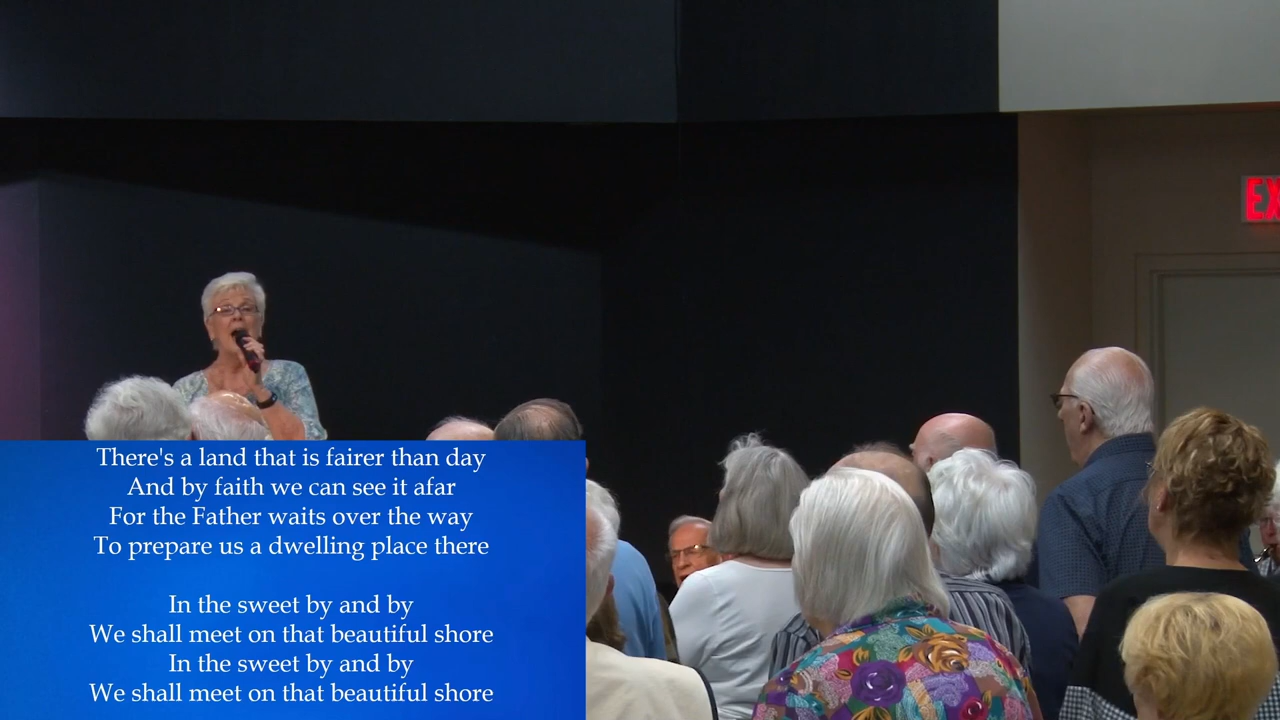 There's a land that is fairer than day
And by faith we can see it afar
For the Father waits over the way
To prepare us a dwelling place there
In the sweet by and by
We shall meet on that beautiful shore
In the sweet by and by
We shall meet on that beautiful shore
EX